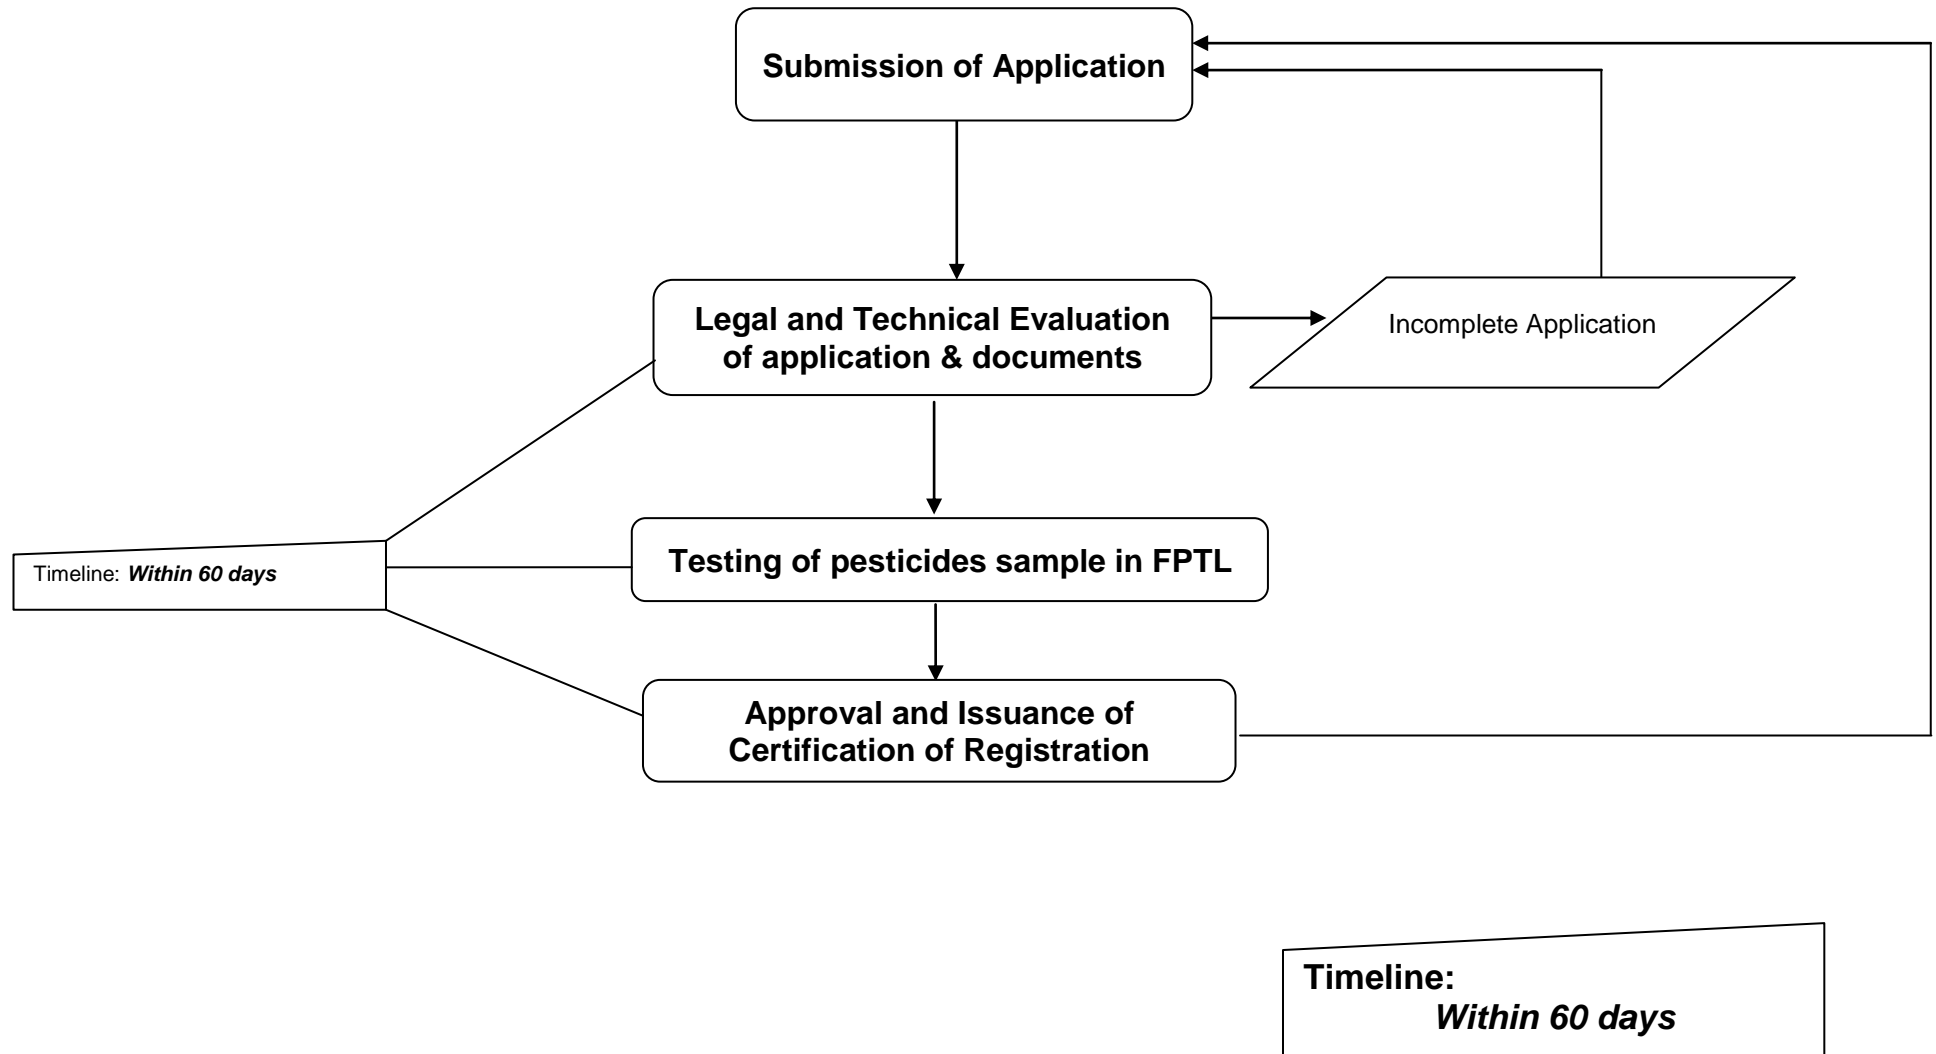 Submission of Application
Legal and Technical Evaluation
of application & documents
Incomplete Application
Timeline: Within 60 days
Testing of pesticides sample in FPTL
Approval and Issuance of
Certification of Registration
Timeline:
Within 60 days